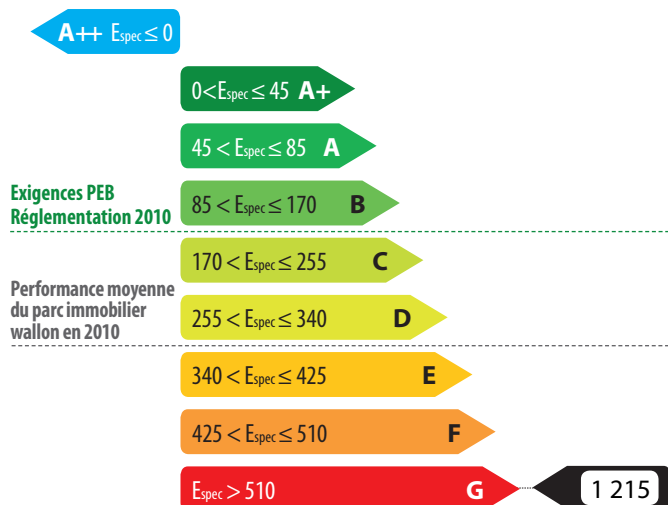 A++ Espec ≤ 0
0<Espec ≤ 45 A+
45 < Espec ≤ 85 A
Exigences PEB
Réglementation 2010
85 < Espec ≤ 170 B
170 < Espec ≤ 255 C
Performance moyenne
du parc immobilier
wallon en 2010
255 < Espec ≤ 340 D
340 < Espec ≤ 425 E
425 < Espec ≤ 510 F
Espec > 510 G
1 215